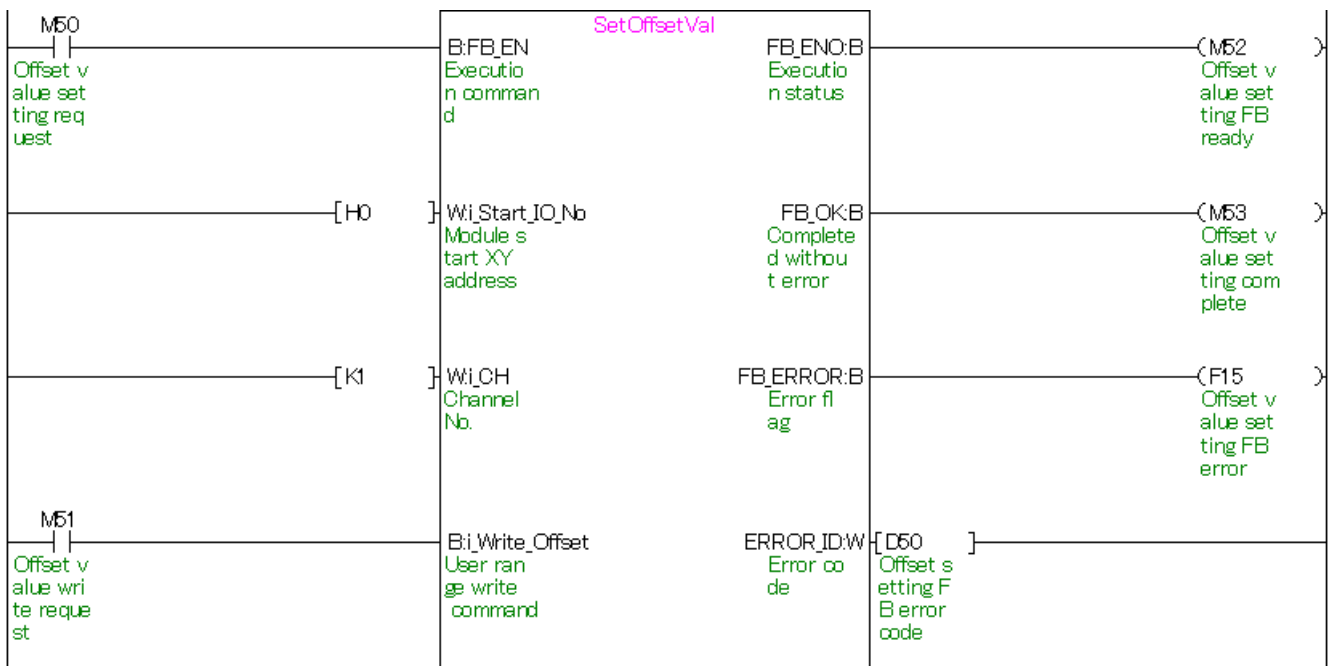 M50
SetOffsetVal
B:FB_EN
FB_ENO:B
M52
Offset v
alue set
ting req
uest
Executio
n comman
d
Executio
n status
Offset v
alue set
ting FB
ready
H0
W:i_Start_IO_No
FB_OK:B
M53
Module s
tart XY
address
Complete
d withou
t error
Offset v
alue set
ting com
plete
K1
W:i_CH
FB_ERROR:B
F15
Channel
No.
Error fl
ag
Offset v
alue set
ting FB
error
M51
B:i_Write_Offset
ERROR_ID:W
D50
Offset v
alue wri
te reque
st
User ran
ge write
command
Error co
de
Offset s
etting F
B error
code